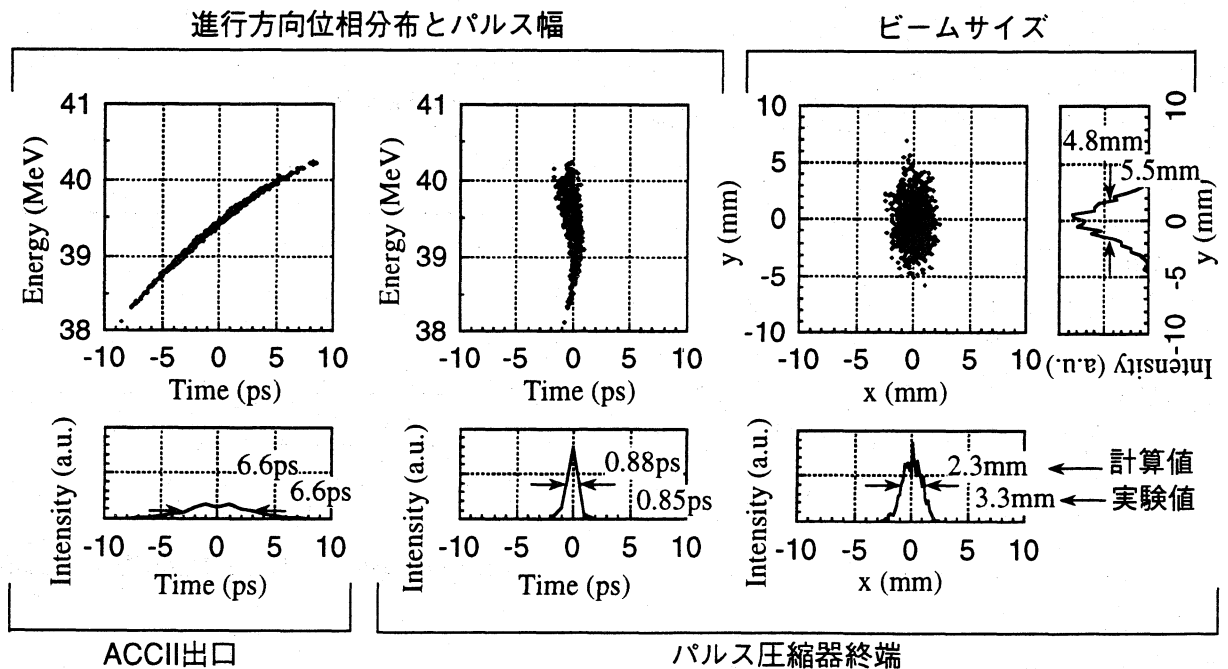 進行方向位相分布とパルス幅
ビームサイズ
41
40
39
38
Energy (MeV)
-10 -5 0 5 10
Time (ps)
41
40
39
38
Energy (MeV)
-10 -5 0 5 10
Time (ps)
10
5
0
-5
-10
y (mm)
-10 -5 0 5 10
x (mm)
4.8mm
5.5mm
-10 -5 0 10
y (mm)
Intensity (a.u.)
Intensity (a.u.)
6.6ps
6.6ps
-10 -5 0 5 10
Time (ps)
Intensity (a.u.)
0.88ps
0.85ps
-10 -5 0 5 10
Time (ps)
Intensity (a.u.)
2.3mm
計算値
3.3mm
実験値
-10 -5 0 5 10
x (mm)
ACCII出口
パルス圧縮器終端